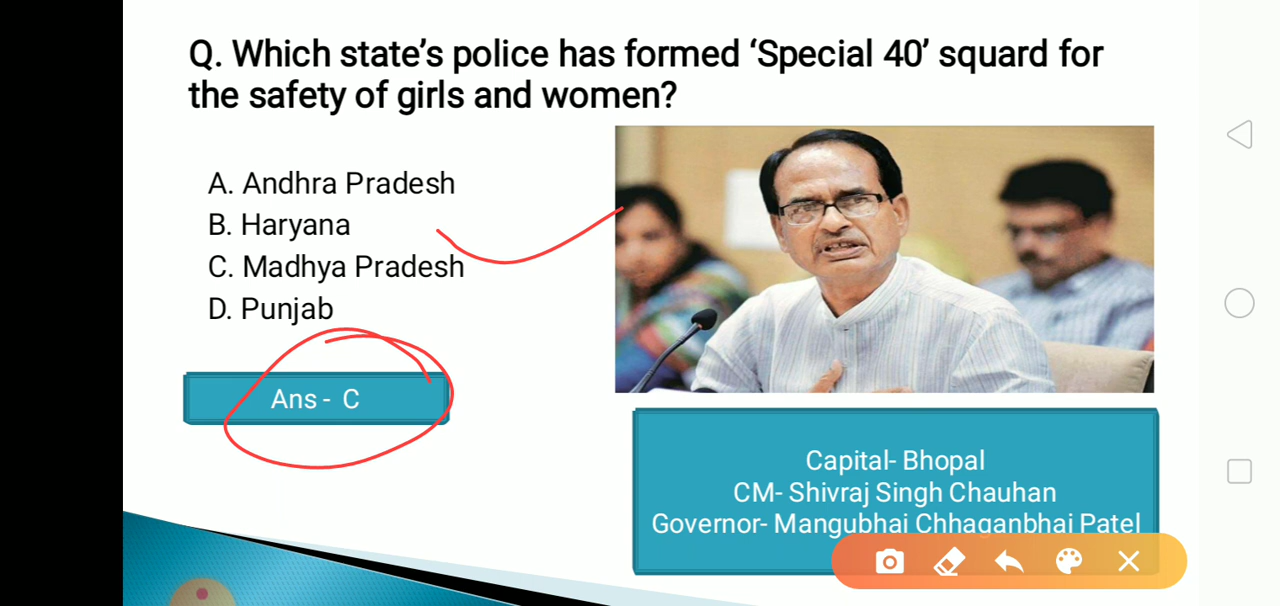 Q. Which state’s police has formed ‘Special 40’ squard for
the safety of girls and women?
A. Andhra Pradesh
B. Haryana
C. Madhya Pradesh
D. Punjab
Ans - C
Capital- Bhopal
CM- Shivraj Singh Chauhan
Governor- Mangubhai Chhaganbhai Patel